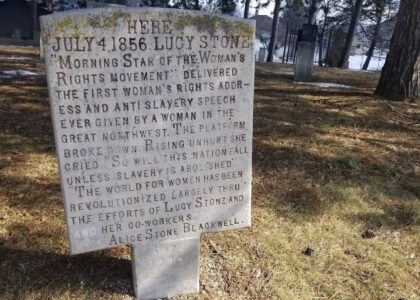 HERE
JULY 4, 1856 LUCY STONE
"MORNING STAR OF THE WOMAN'S
RIGHTS MOVEMENT" DELIVERED
THE FIRST WOMAN'S RIGHTS ADDR-
ESS AND ANTI SLAVERY SPEECH
EVER GIVEN BY A WOMAN IN THE
GREAT NORTHWEST. THE PLATFORM
BROKE DOWN. RISING UNHURT SHE
CRIED "SO WILL THIS NATION FALL
UNLESS SLAVERY IS ABOLISHED".
"THE WORLD FOR WOMEN HAS BEEN
REVOLUTIONIZED LARGELY THRU'
THE EFFORTS OF LUCY STONE AND
AND HER CO-WORKERS.
ALICE STONE BLACKWELL.